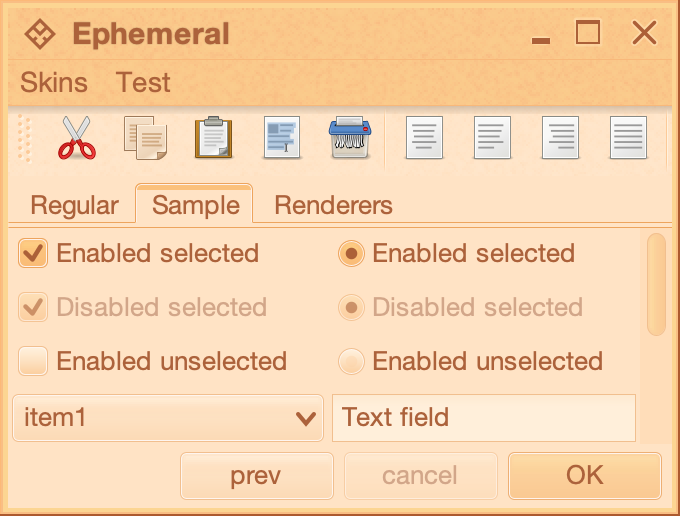 Ephemeral
Skins Test
Regular Sample Renderers
Enabled selected Enabled selected
Disabled selected Disabled selected
Enabled unselected Enabled unselected
item1 Text field
prev cancel OK